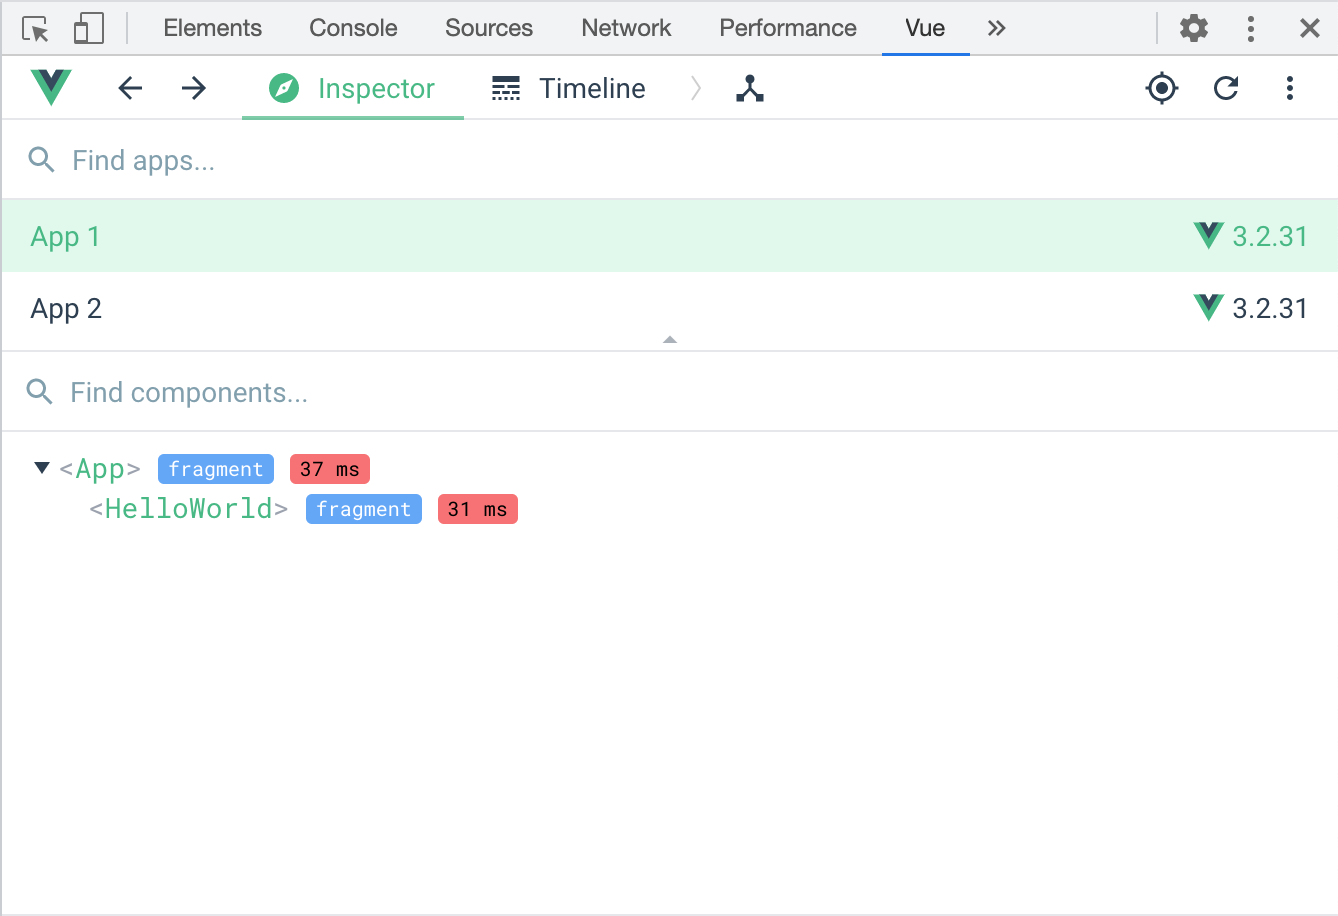 Elements Console Sources Network Performance Vue
Inspector Timeline
Find apps...
App 1 3.2.31
App 2 3.2.31
Find components...
<App> fragment 37 ms
<HelloWorld> fragment 31 ms